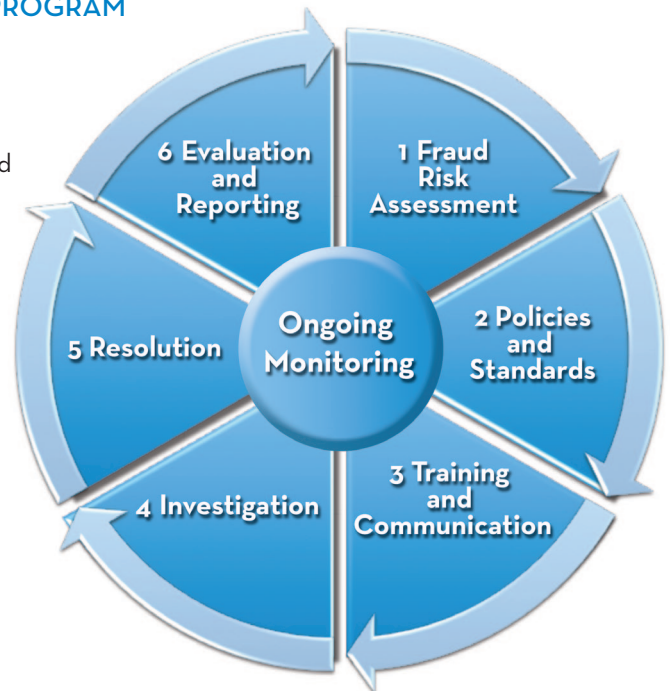 PROGRAM
d
6 Evaluation
and
Reporting
1 Fraud
Risk
Assessment
Ongoing
Monitoring
2 Policies
and
Standards
5 Resolution
3 Training
and
Communication
4 Investigation